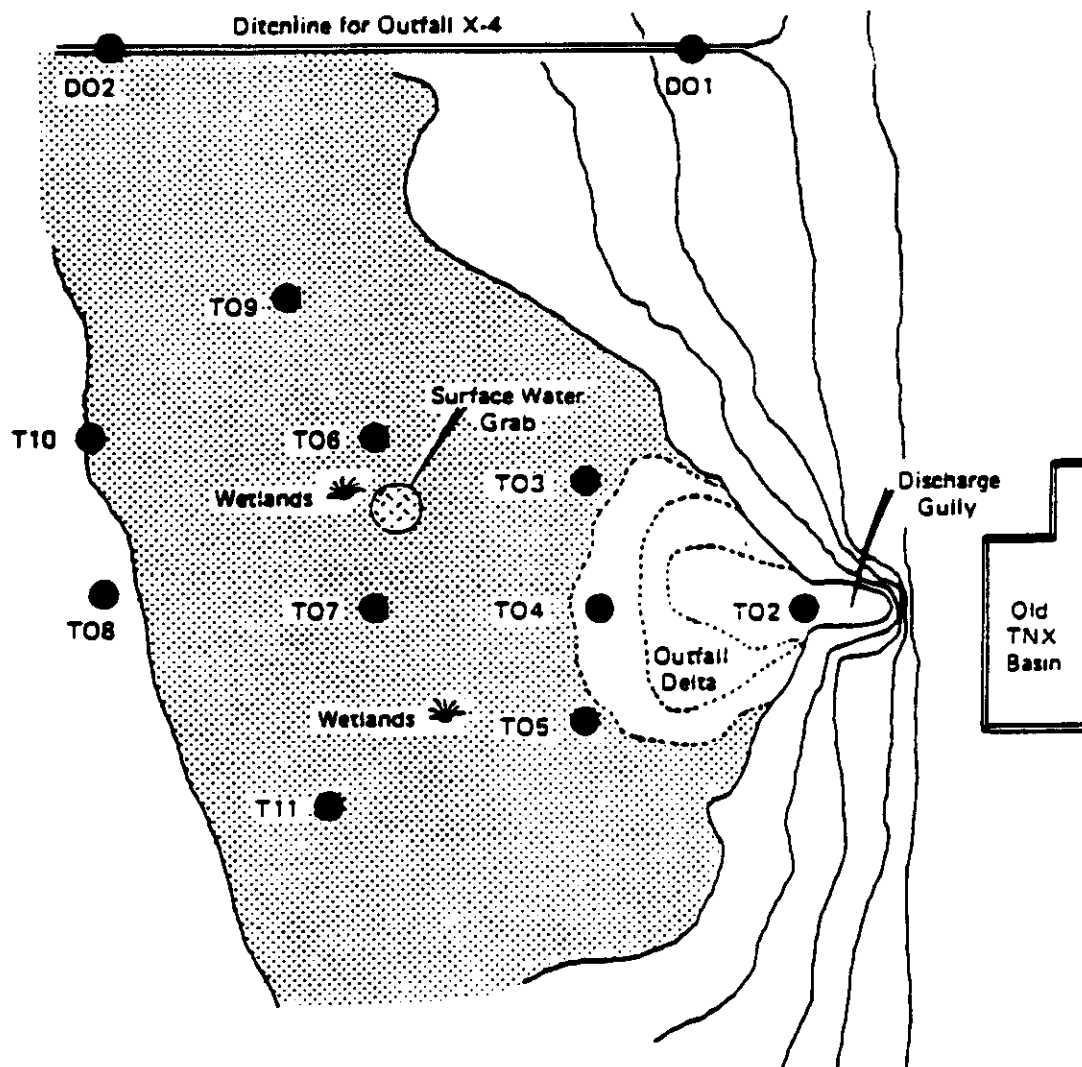 Ditcnline for Outfall X-4
DO2
DO1
TO9
Surface Water
Grab
T10
TO6
TO3
Discharge
Gully
Wetlands
TO8
TO7
TO4
TO2
Old
TNX
Basin
Outfall
Delta
Wetlands
TO5
T11